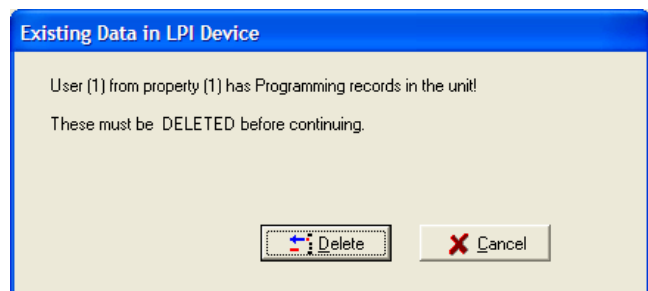 Existing Data in LPI Device
User (1) from property (1) has Programming records in the unit!
These must be  DELETED before continuing.
Delete
Cancel